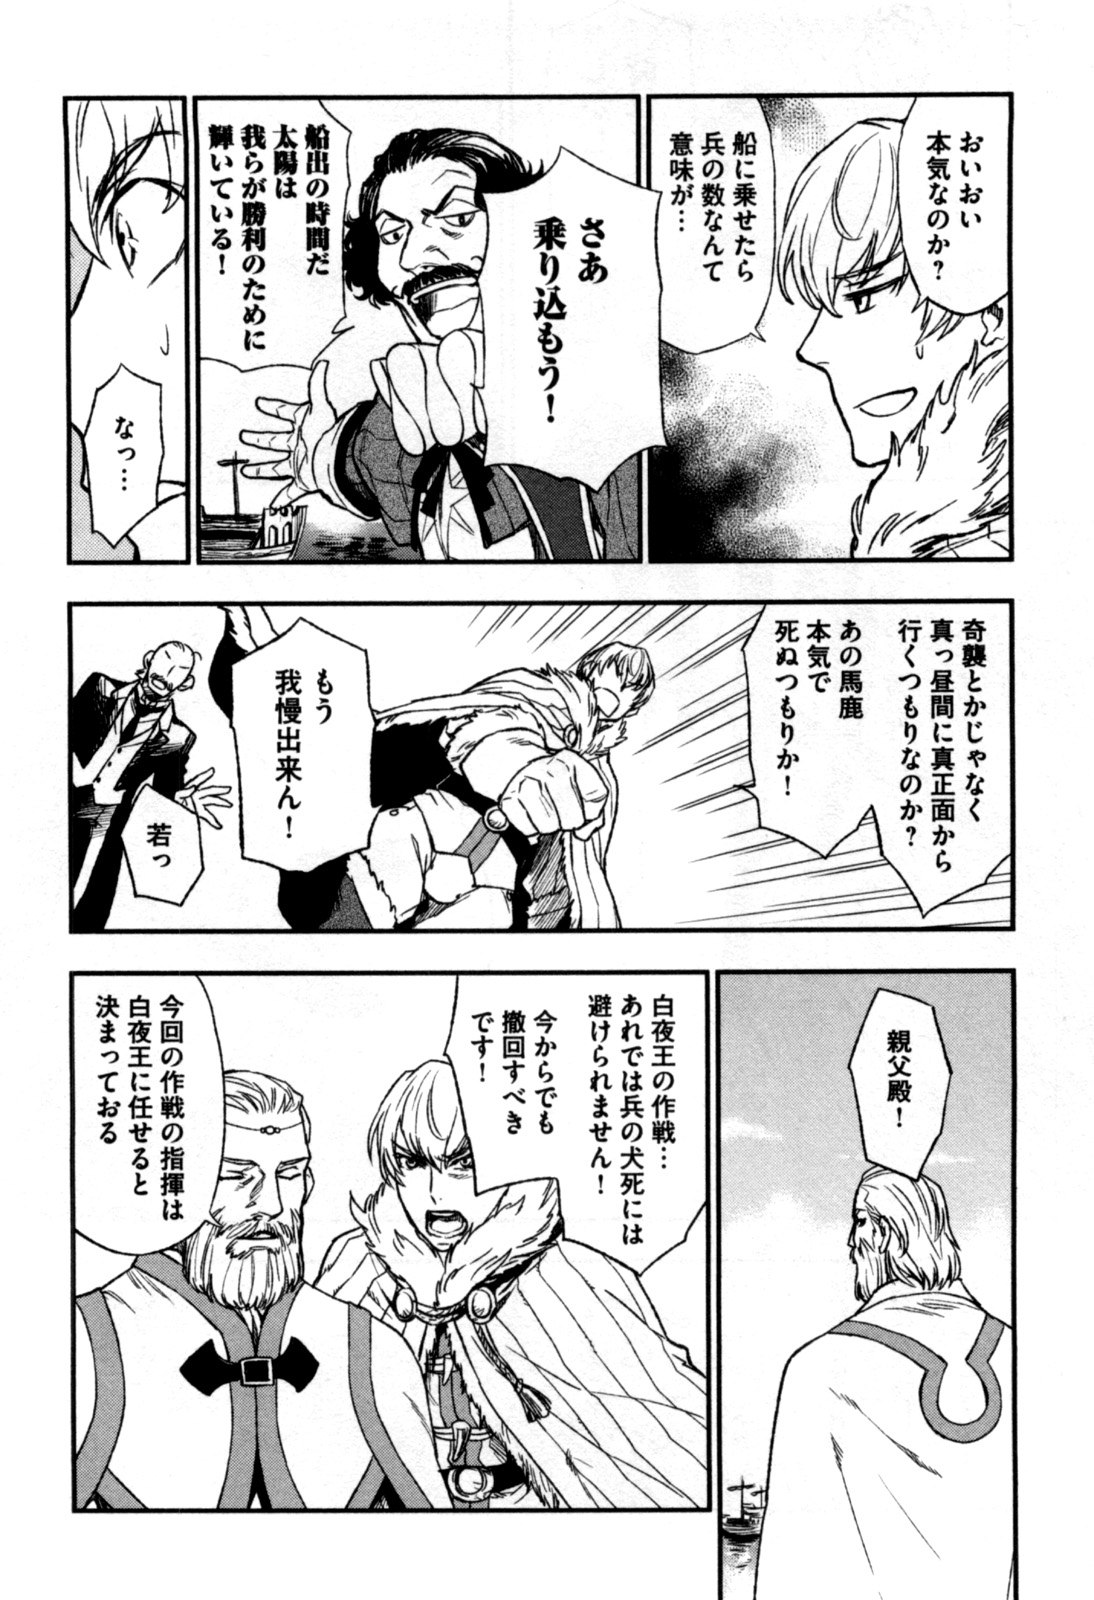 おいおい
本気なのか？
船に乗せたら
兵の数なんて
意味が…
さあ
乗り込もう！
船出の時間だ
太陽は
我らが勝利のために
輝いている！
なっ…
奇襲とかじゃなく
真っ昼間に真正面から
行くつもりなのか？
あの馬鹿
本気で
死ぬつもりか！
もう
我慢出来ん！
若っ
親父殿！
白夜王の作戦…
あれでは兵の犬死には
避けられません！
今からでも
撤回すべき
です！
今回の作戦の指揮は
白夜王に任せると
決まっておる